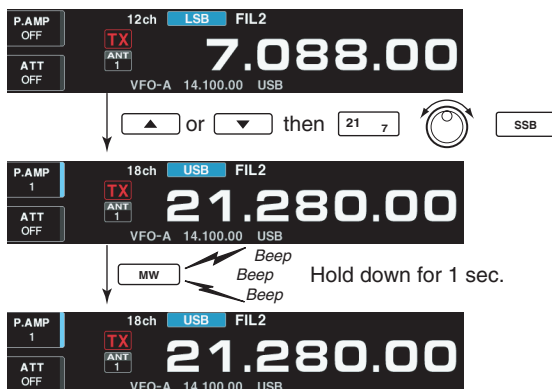 P.AMP 12ch LSB FIL2
OFF TX
ATT ANT 7.088.00
OFF 1
VFO-A 14.100.00 USB
▲ or ▼ then 21 7 SSB
P.AMP 18ch USB FIL2
1 TX
ATT ANT 21.280.00
OFF 1
VFO-A 14.100.00 USB
Beep
MW Beep Hold down for 1 sec.
Beep
P.AMP 18ch USB FIL2
1 TX
ATT ANT 21.280.00
OFF 1
VFO-A 14.100.00 USB